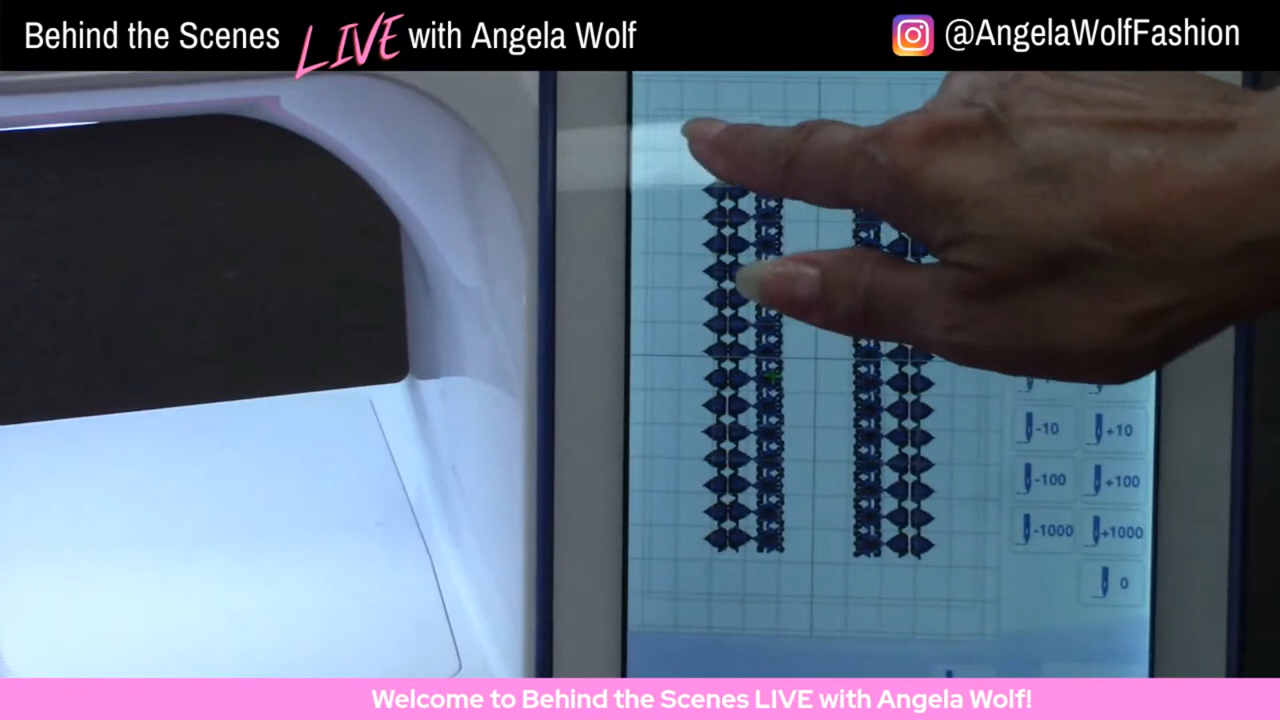 Behind the Scenes LIVE with Angela Wolf
@AngelaWolfFashion
-10 +10
-100 +100
-1000 +1000
0
Welcome to Behind the Scenes LIVE with Angela Wolf!